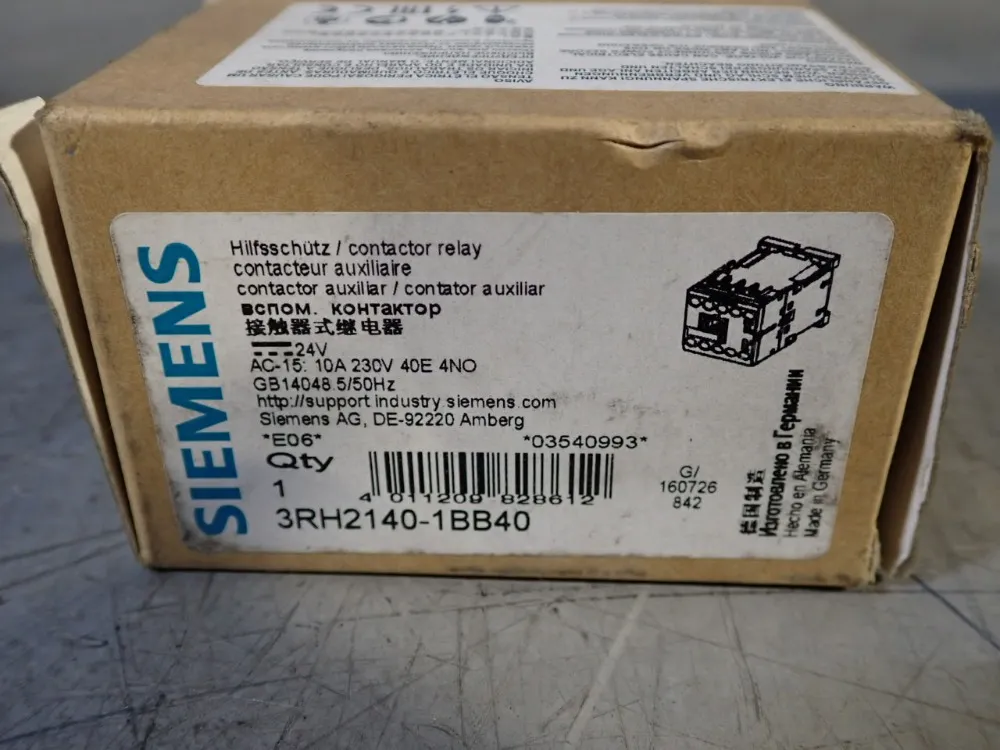 AVISO
WARNUNG
SIEMENS
Hilfsschütz / contactor relay
contacteur auxiliaire
contactor auxiliar / contator auxiliar
вспом. контактор
接触器式继电器
24V
AC-15: 10A 230V 40E 4NO
GB14048.5/50Hz
http://support.industry.siemens.com
Siemens AG, DE-92220 Amberg
*E06* *03540993*
Qty
1
4 011209 828612
3RH2140-1BB40
G/
160726
842
德国制造
Изготовлено в Германии
Hecho en Alemania
Made in Germany